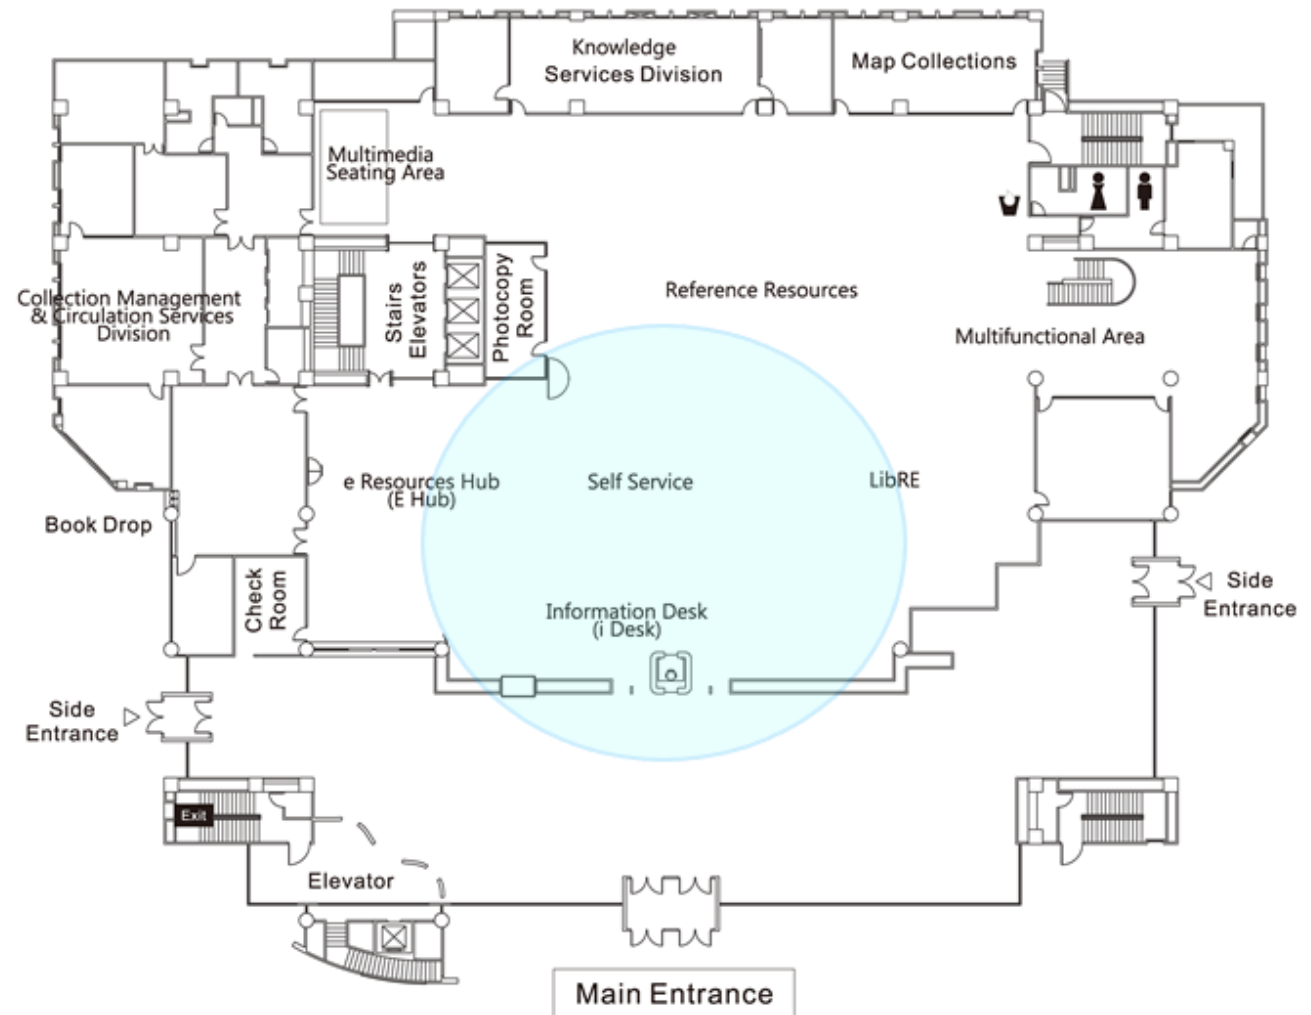 Knowledge
Services Division
Map Collections
Multimedia
Seating Area
Collection Management
& Circulation Services
Division
Stairs
Elevators
Photocopy
Room
Reference Resources
Multifunctional Area
e Resources Hub
(E Hub)
Self Service
LibRE
Book Drop
Check
Room
Information Desk
(i Desk)
Side
Entrance
Side
Entrance
Exit
Elevator
Main Entrance